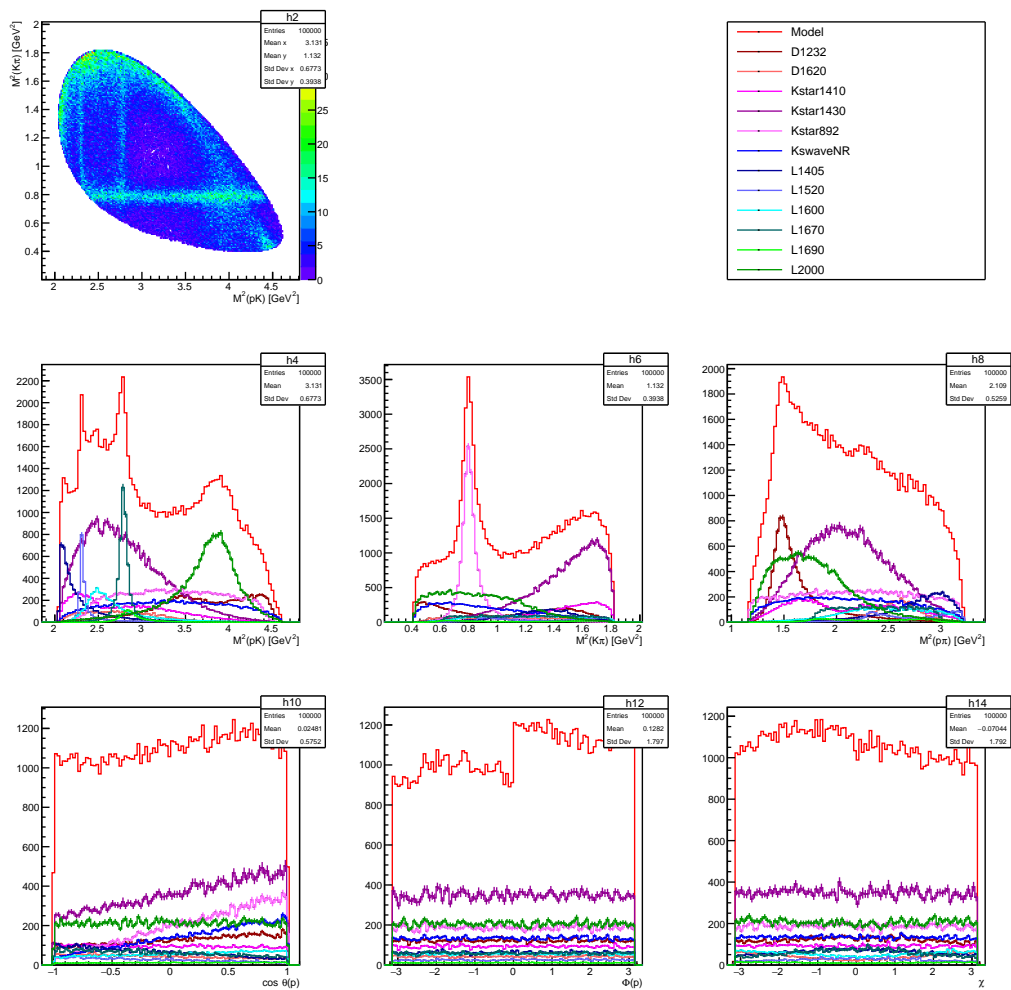 h2
Entries 100000
Mean x 3.131
Mean y 1.132
Std Dev x 0.6773
Std Dev y 0.3938
M²(Kπ) [GeV²]
2
1.8
1.6
1.4
1.2
1
0.8
0.6
0.4
25
20
15
10
5
0
2 2.5 3 3.5 4 4.5
M²(pK) [GeV²]
Model
D1232
D1620
Kstar1410
Kstar1430
Kstar892
KswaveNR
L1405
L1520
L1600
L1670
L1690
L2000
h4
Entries 100000
Mean 3.131
Std Dev 0.6773
2200
2000
1800
1600
1400
1200
1000
800
600
400
200
0
2 2.5 3 3.5 4 4.5
M²(pK) [GeV²]
h6
Entries 100000
Mean 1.132
Std Dev 0.3938
3500
3000
2500
2000
1500
1000
500
0
0.4 0.6 0.8 1 1.2 1.4 1.6 1.8 2
M²(Kπ) [GeV²]
h8
Entries 100000
Mean 2.109
Std Dev 0.5259
2000
1800
1600
1400
1200
1000
800
600
400
200
0
1 1.5 2 2.5 3
M²(pπ) [GeV²]
h10
Entries 100000
Mean 0.02481
Std Dev 0.5752
1200
1000
800
600
400
200
0
−1 −0.5 0 0.5 1
cos θ(p)
h12
Entries 100000
Mean 0.1282
Std Dev 1.797
1200
1000
800
600
400
200
0
−3 −2 −1 0 1 2 3
Φ(p)
h14
Entries 100000
Mean −0.07044
Std Dev 1.792
1200
1000
800
600
400
200
0
−3 −2 −1 0 1 2 3
χ